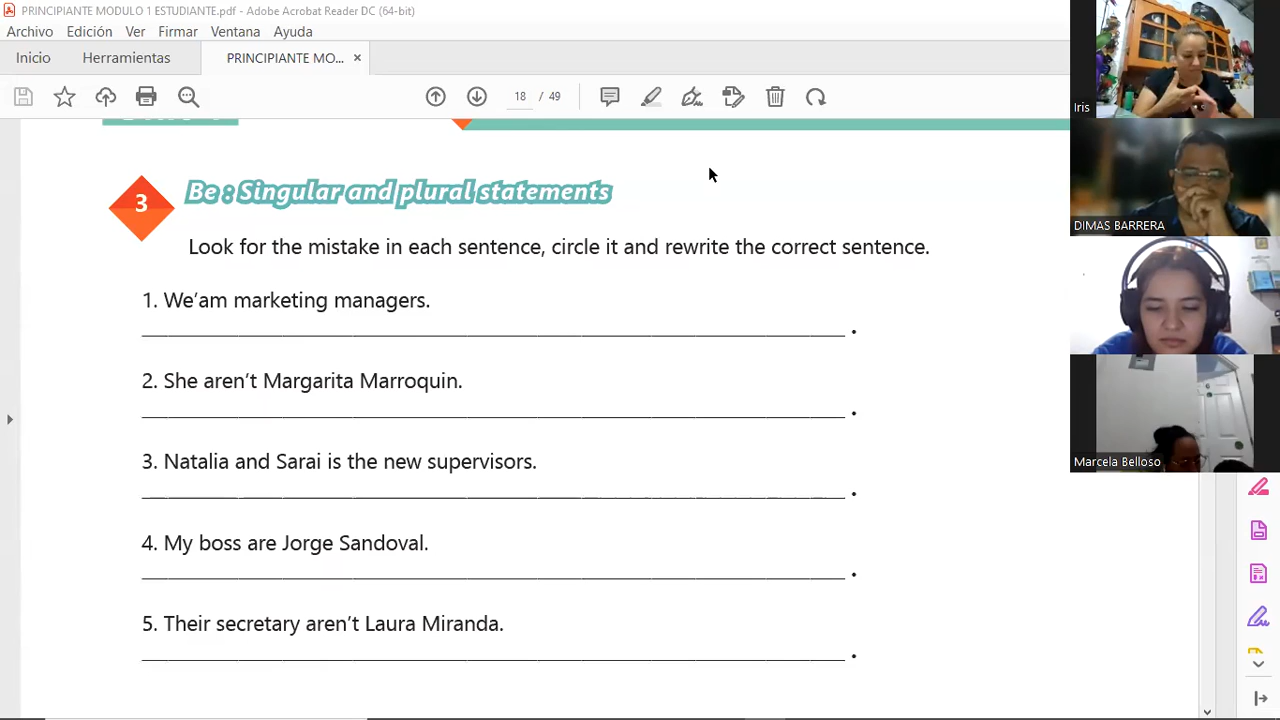 PRINCIPIANTE MODULO 1 ESTUDIANTE.pdf - Adobe Acrobat Reader DC (64-bit)
Archivo Edición Ver Firmar Ventana Ayuda
Inicio Herramientas PRINCIPIANTE MO... ×
18 / 49
3 Be : Singular and plural statements
Look for the mistake in each sentence, circle it and rewrite the correct sentence.
1. We'am marketing managers.
.
2. She aren't Margarita Marroquin.
.
3. Natalia and Sarai is the new supervisors.
.
4. My boss are Jorge Sandoval.
.
5. Their secretary aren't Laura Miranda.
.
Iris
DIMAS BARRERA
Marcela Belloso